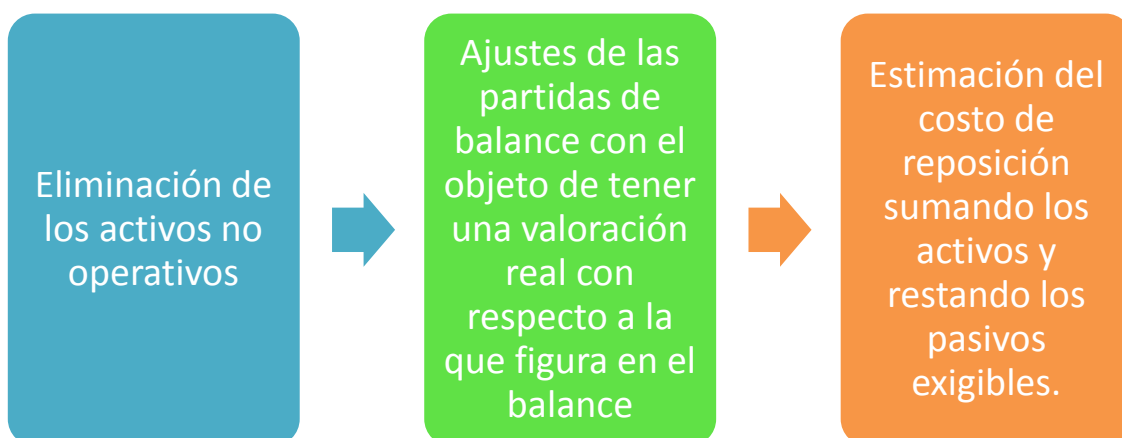 Eliminación de
los activos no
operativos
Ajustes de las
partidas de
balance con el
objeto de tener
una valoración
real con
respecto a la
que figura en el
balance
Estimación del
costo de
reposición
sumando los
activos y
restando los
pasivos
exigibles.